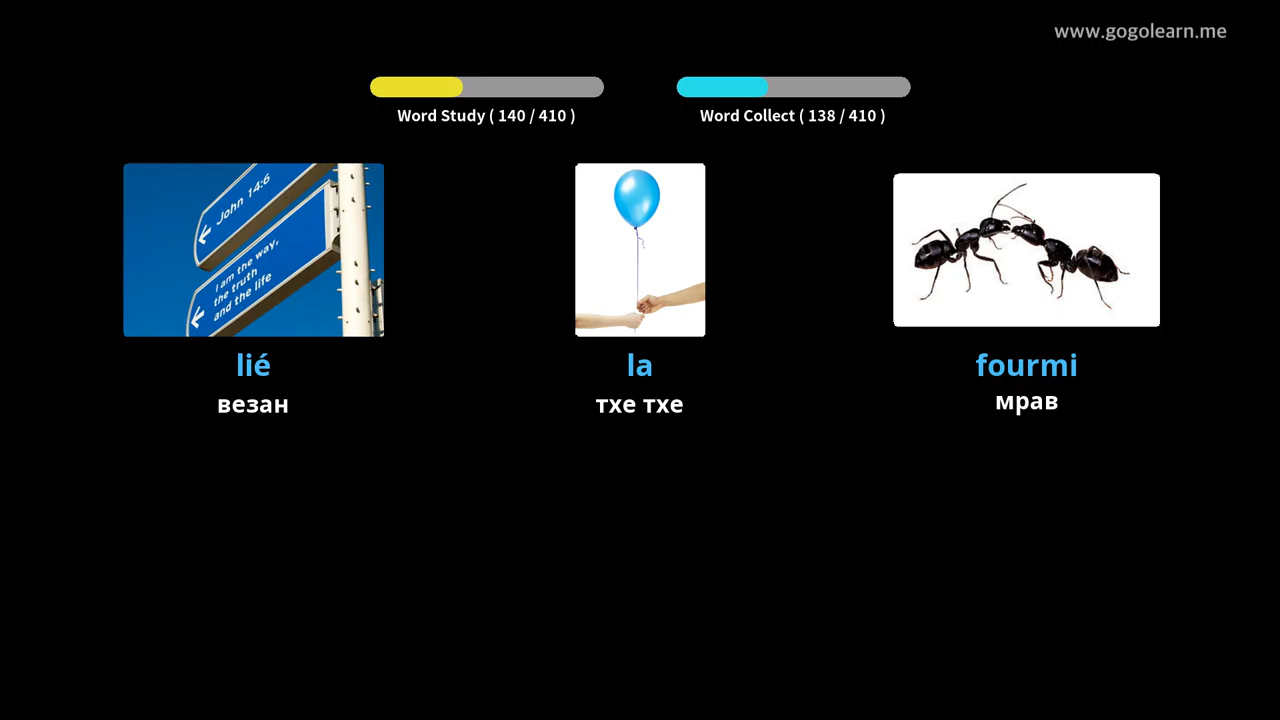 www.gogolearn.me
Word Study ( 140 / 410 )
Word Collect ( 138 / 410 )
John 14:6
I am the way,
the truth
and the life
lié
la
fourmi
везан
тхе тхе
мрав